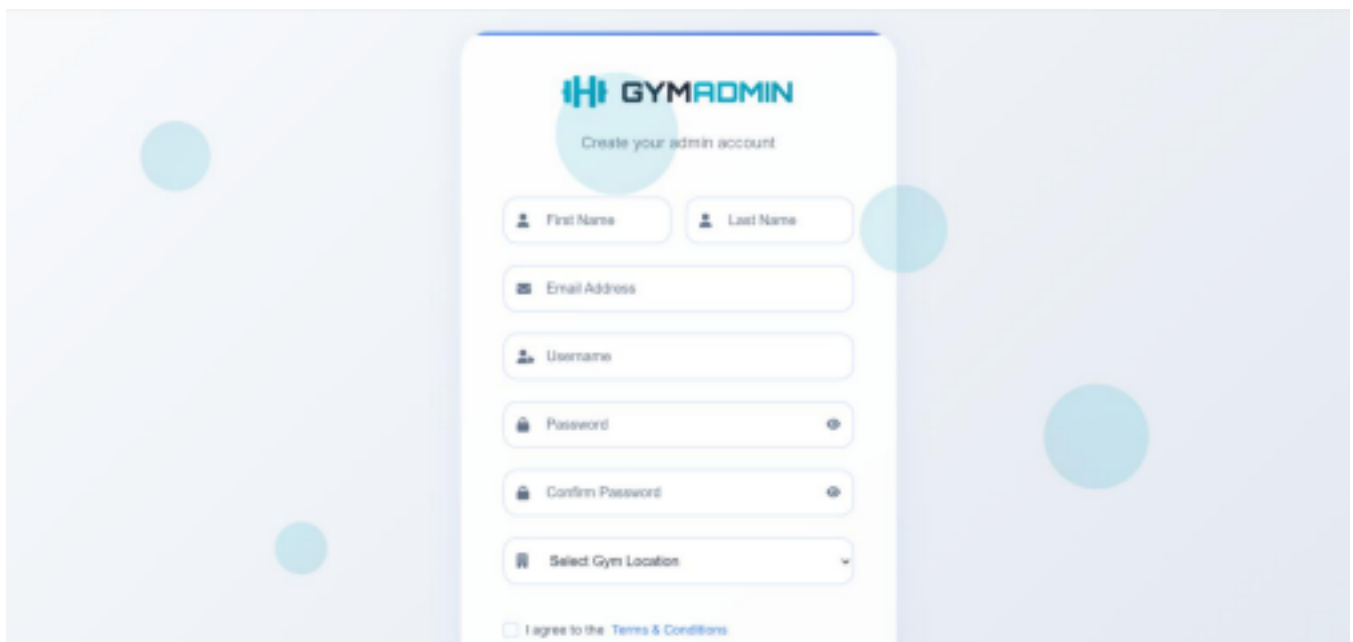 GYMADMIN
Create your admin account
First Name Last Name
Email Address
Username
Password
Confirm Password
Select Gym Location
I agree to the Terms & Conditions